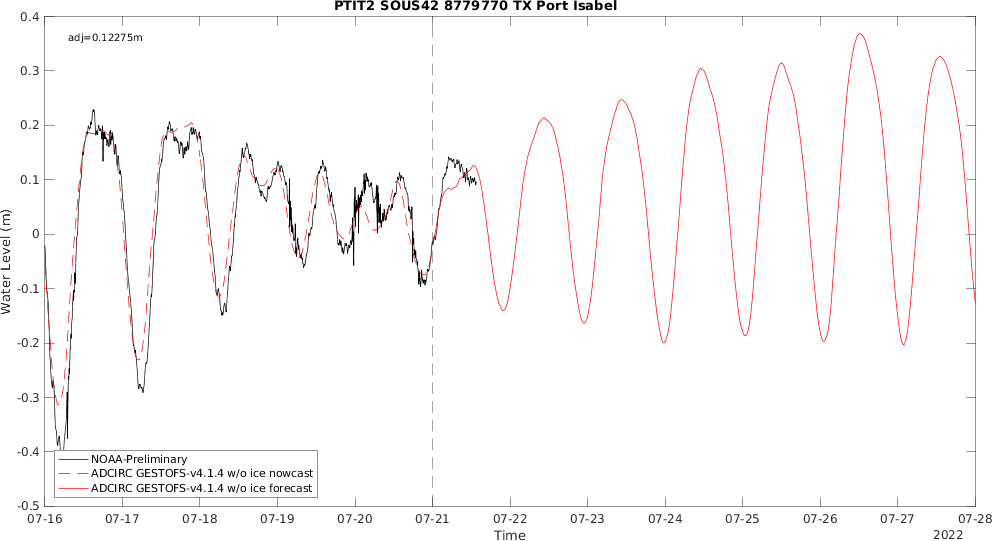 PTIT2 SOUS42 8779770 TX Port Isabel
adj=0.12275m
0.4
0.3
0.2
0.1
0
-0.1
-0.2
-0.3
-0.4
-0.5
Water Level (m)
NOAA-Preliminary
ADCIRC GESTOFS-v4.1.4 w/o ice nowcast
ADCIRC GESTOFS-v4.1.4 w/o ice forecast
07-16 07-17 07-18 07-19 07-20 07-21 07-22 07-23 07-24 07-25 07-26 07-27 07-28
Time
2022